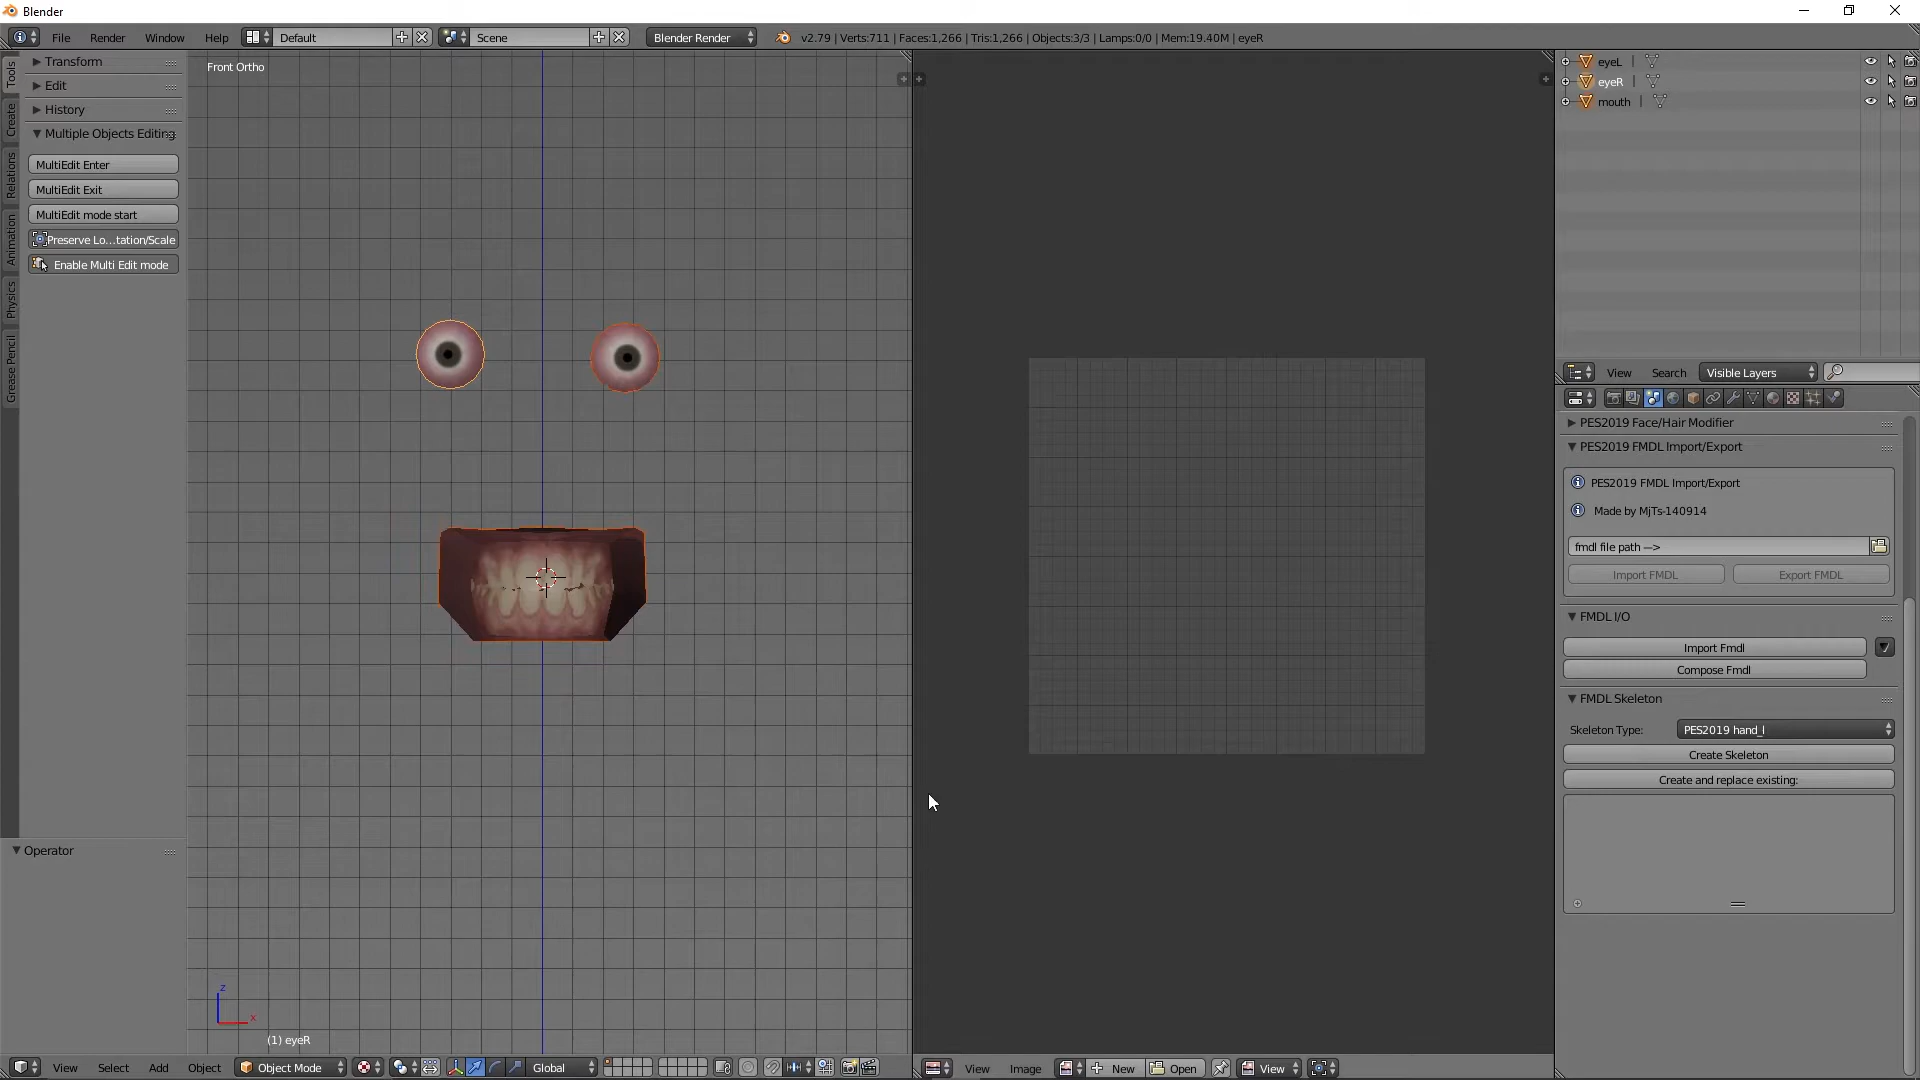 Blender
File Render Window Help Default Scene Blender Render v2.79 | Verts:711 | Faces:1,266 | Tris:1,266 | Objects:3/3 | Lamps:0/0 | Mem:19.40M | eyeR
Tools
Create
Relations
Animation
Physics
Grease Pencil
Transform
Edit
History
Multiple Objects Editing
MultiEdit Enter
MultiEdit Exit
MultiEdit mode start
Preserve Lo...tation/Scale
Enable Multi Edit mode
Operator
Front Ortho
z
x
(1) eyeR
View Select Add Object Object Mode Global
View Image New Open View
eyeL
eyeR
mouth
View Search Visible Layers
PES2019 Face/Hair Modifier
PES2019 FMDL Import/Export
PES2019 FMDL Import/Export
Made by MjTs-140914
fmdl file path -->
Import FMDL Export FMDL
FMDL I/O
Import Fmdl
Compose Fmdl
FMDL Skeleton
Skeleton Type: PES2019 hand_l
Create Skeleton
Create and replace existing: